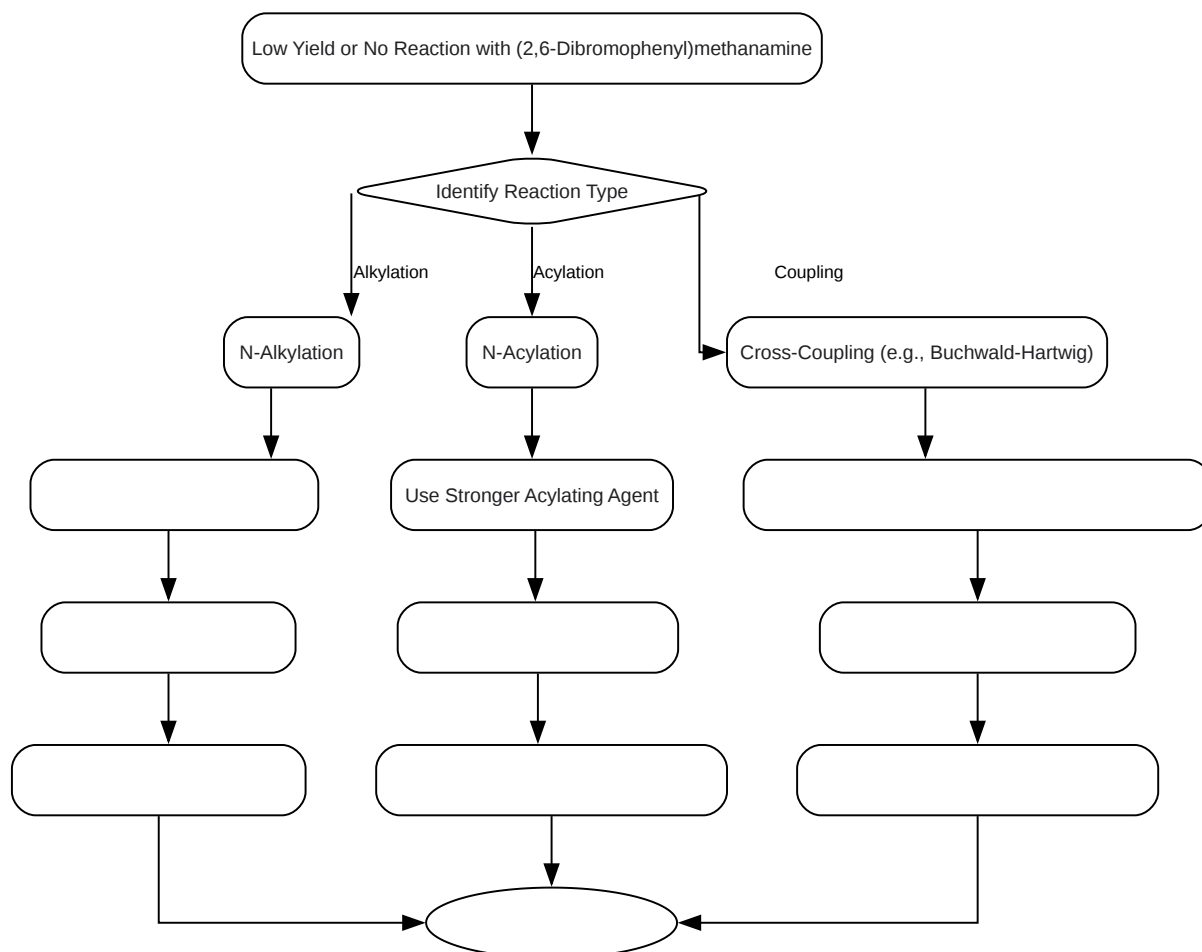 Low Yield or No Reaction with (2,6-Dibromophenyl)methanamine
Identify Reaction Type
Alkylation
Acylation
Coupling
N-Alkylation
N-Acylation
Cross-Coupling (e.g., Buchwald-Hartwig)
Use Stronger Acylating Agent